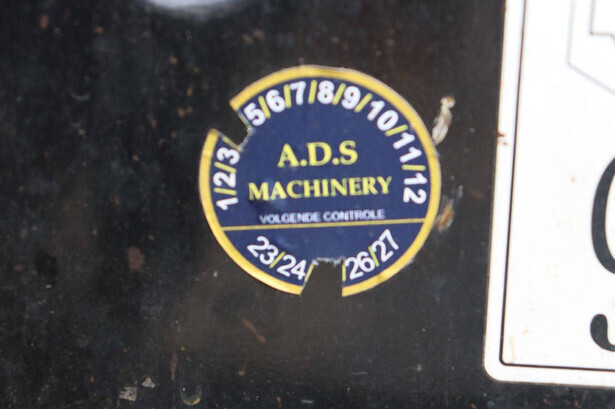 1/2/3/
5/6/7/8/9/10/11/12
A.D.S
MACHINERY
VOLGENDE CONTROLE
23/24/
26/27